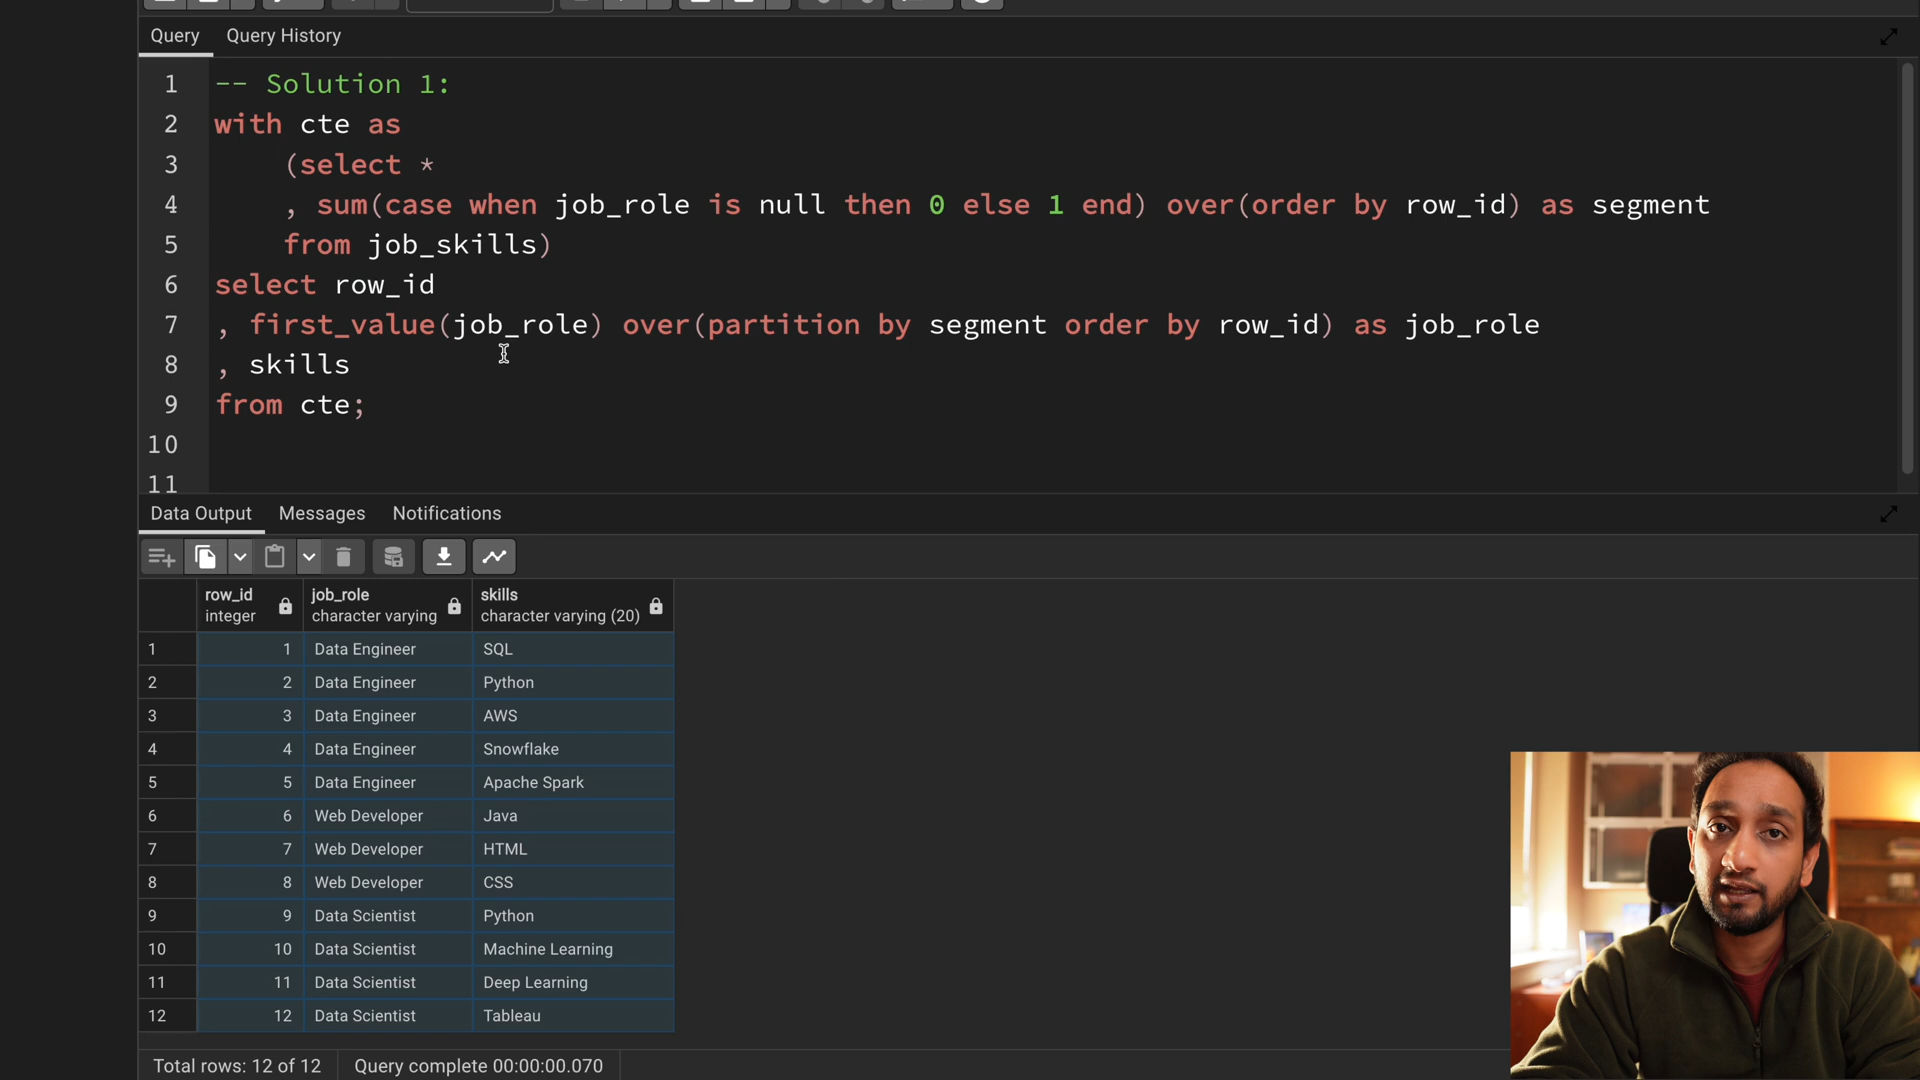 Query Query History
1 -- Solution 1:
2 with cte as
3 (select *
4 , sum(case when job_role is null then 0 else 1 end) over(order by row_id) as segment
5 from job_skills)
6 select row_id
7 , first_value(job_role) over(partition by segment order by row_id) as job_role
8 , skills
9 from cte;
10
11
Data Output Messages Notifications
row_id job_role skills
integer character varying character varying (20)
1 1 Data Engineer SQL
2 2 Data Engineer Python
3 3 Data Engineer AWS
4 4 Data Engineer Snowflake
5 5 Data Engineer Apache Spark
6 6 Web Developer Java
7 7 Web Developer HTML
8 8 Web Developer CSS
9 9 Data Scientist Python
10 10 Data Scientist Machine Learning
11 11 Data Scientist Deep Learning
12 12 Data Scientist Tableau
Total rows: 12 of 12 Query complete 00:00:00.070